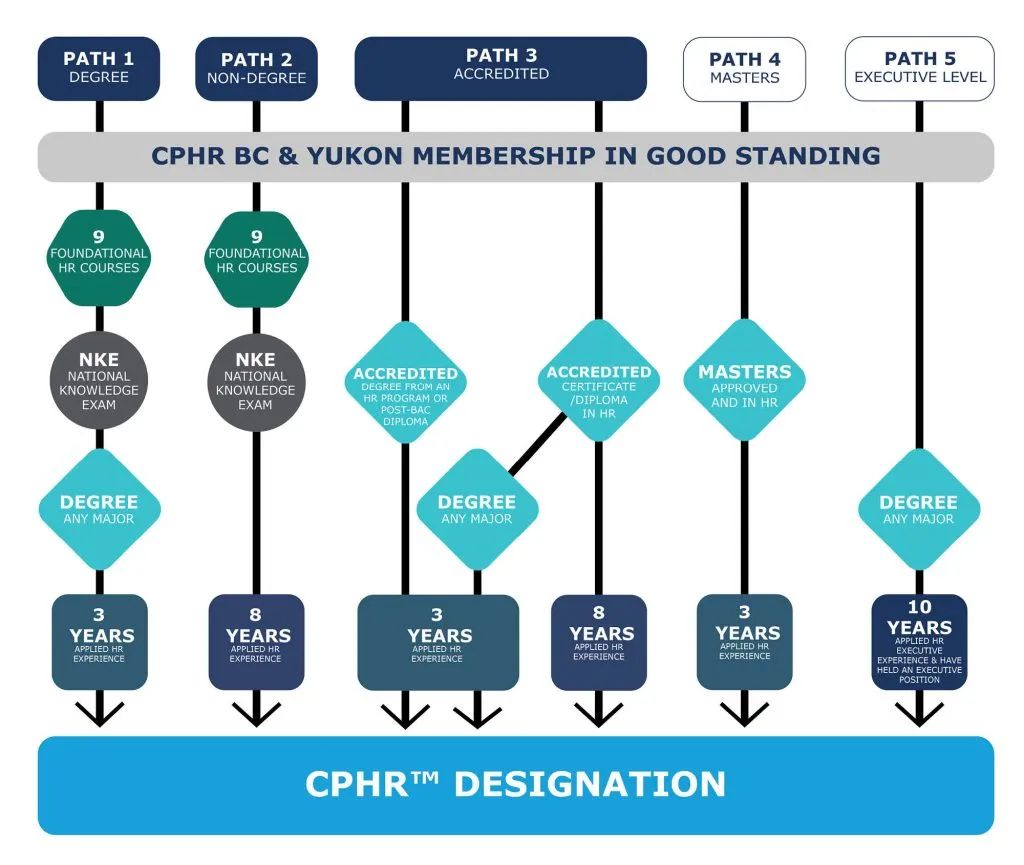 PATH 1
DEGREE
PATH 2
NON-DEGREE
PATH 3
ACCREDITED
PATH 4
MASTERS
PATH 5
EXECUTIVE LEVEL
CPHR BC & YUKON MEMBERSHIP IN GOOD STANDING
9
FOUNDATIONAL
HR COURSES
9
FOUNDATIONAL
HR COURSES
NKE
NATIONAL
KNOWLEDGE
EXAM
NKE
NATIONAL
KNOWLEDGE
EXAM
ACCREDITED
DEGREE FROM AN
HR PROGRAM OR
POST-BAC
DIPLOMA
ACCREDITED
CERTIFICATE
/DIPLOMA
IN HR
MASTERS
APPROVED
AND IN HR
DEGREE
ANY MAJOR
DEGREE
ANY MAJOR
DEGREE
ANY MAJOR
3
YEARS
APPLIED HR
EXPERIENCE
8
YEARS
APPLIED HR
EXPERIENCE
3
YEARS
APPLIED HR
EXPERIENCE
8
YEARS
APPLIED HR
EXPERIENCE
3
YEARS
APPLIED HR
EXPERIENCE
10
YEARS
APPLIED HR
EXECUTIVE
EXPERIENCE & HAVE
HELD AN EXECUTIVE
POSITION
CPHR™ DESIGNATION